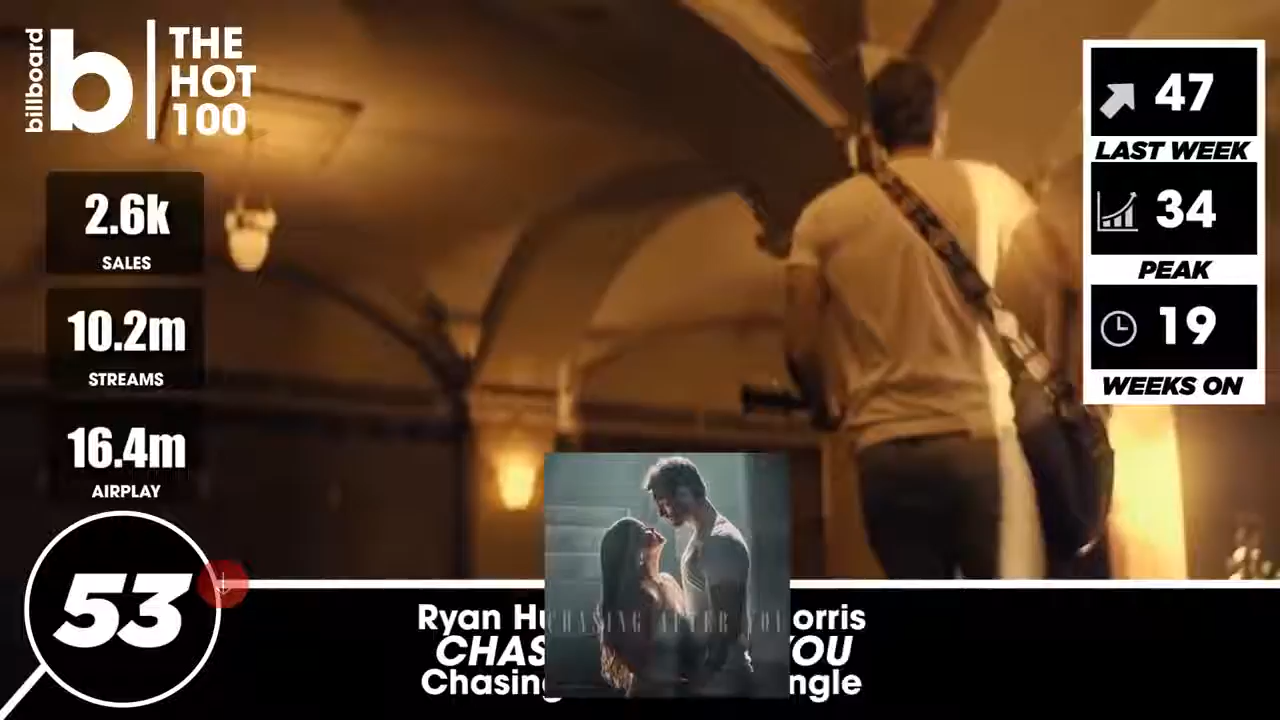 billboard
b
THE
HOT
100
47
LAST WEEK
34
PEAK
19
WEEKS ON
2.6k
SALES
10.2m
STREAMS
16.4m
AIRPLAY
53
CHASING AFTER YOU
Ryan Hu orris
CHAS YOU
Chasing ngle